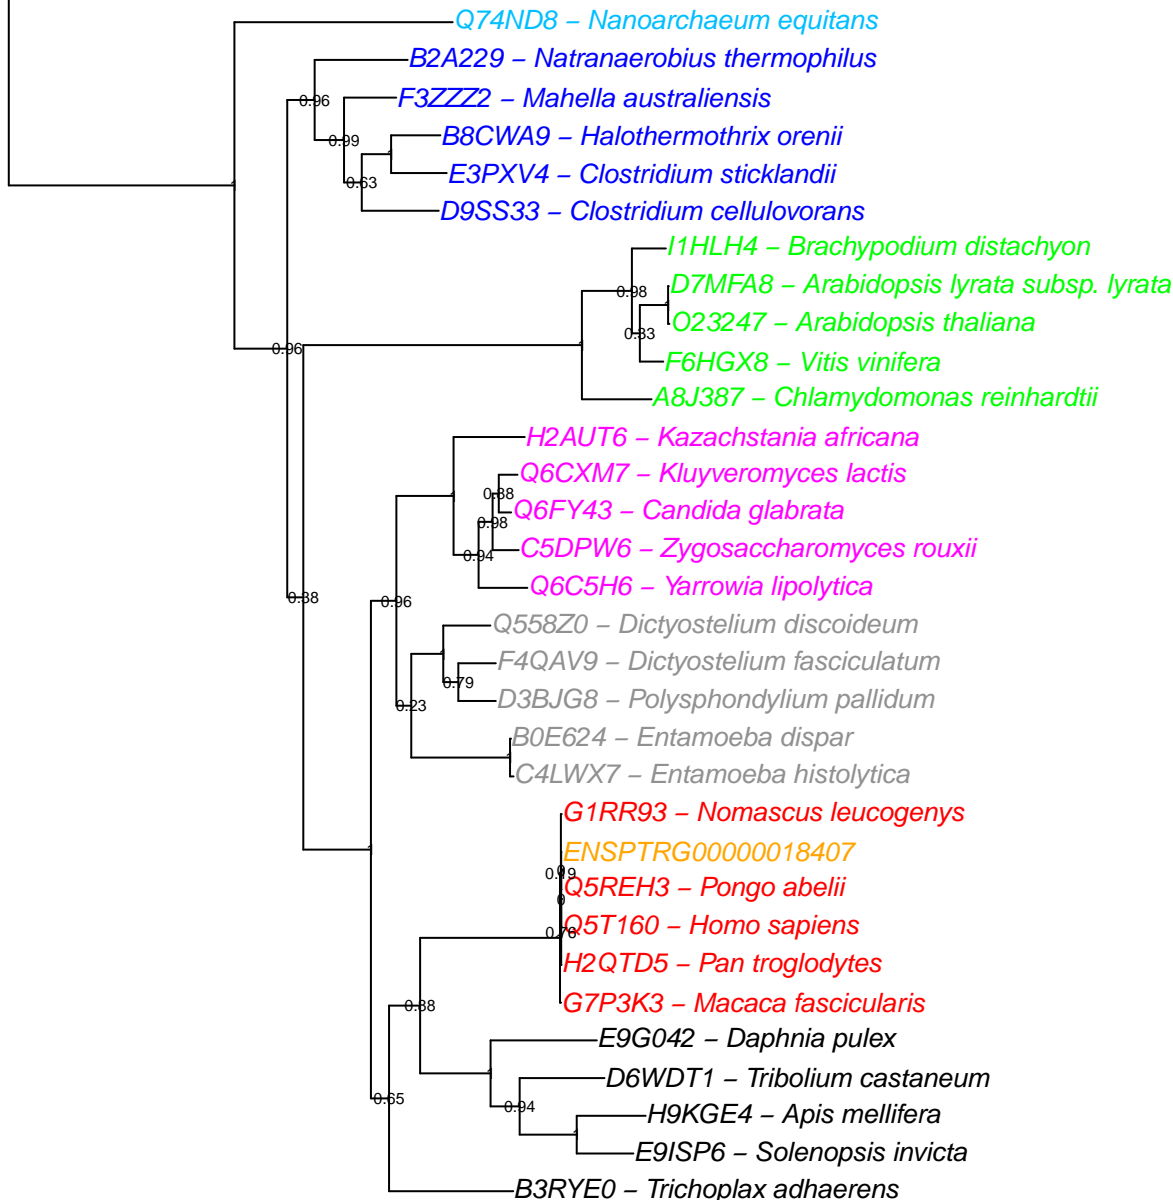 Q74ND8 – Nanoarchaeum equitans
B2A229 – Natranaerobius thermophilus
F3ZZZ2 – Mahella australiensis
0.96
B8CWA9 – Halothermothrix orenii
0.99
E3PXV4 – Clostridium sticklandii
0.63
D9SS33 – Clostridium cellulovorans
I1HLH4 – Brachypodium distachyon
D7MFA8 – Arabidopsis lyrata subsp. lyrata
0.98
O23247 – Arabidopsis thaliana
0.33
0.96
F6HGX8 – Vitis vinifera
A8J387 – Chlamydomonas reinhardtii
H2AUT6 – Kazachstania africana
Q6CXM7 – Kluyveromyces lactis
0.88
Q6FY43 – Candida glabrata
0.98
C5DPW6 – Zygosaccharomyces rouxii
0.94
Q6C5H6 – Yarrowia lipolytica
0.38
0.96
Q558Z0 – Dictyostelium discoideum
F4QAV9 – Dictyostelium fasciculatum
0.79
D3BJG8 – Polysphondylium pallidum
0.23
B0E624 – Entamoeba dispar
C4LWX7 – Entamoeba histolytica
G1RR93 – Nomascus leucogenys
ENSPTRG00000018407
0.19
Q5REH3 – Pongo abelii
0
Q5T160 – Homo sapiens
0.76
H2QTD5 – Pan troglodytes
G7P3K3 – Macaca fascicularis
0.38
E9G042 – Daphnia pulex
D6WDT1 – Tribolium castaneum
0.65
0.94
H9KGE4 – Apis mellifera
E9ISP6 – Solenopsis invicta
B3RYE0 – Trichoplax adhaerens